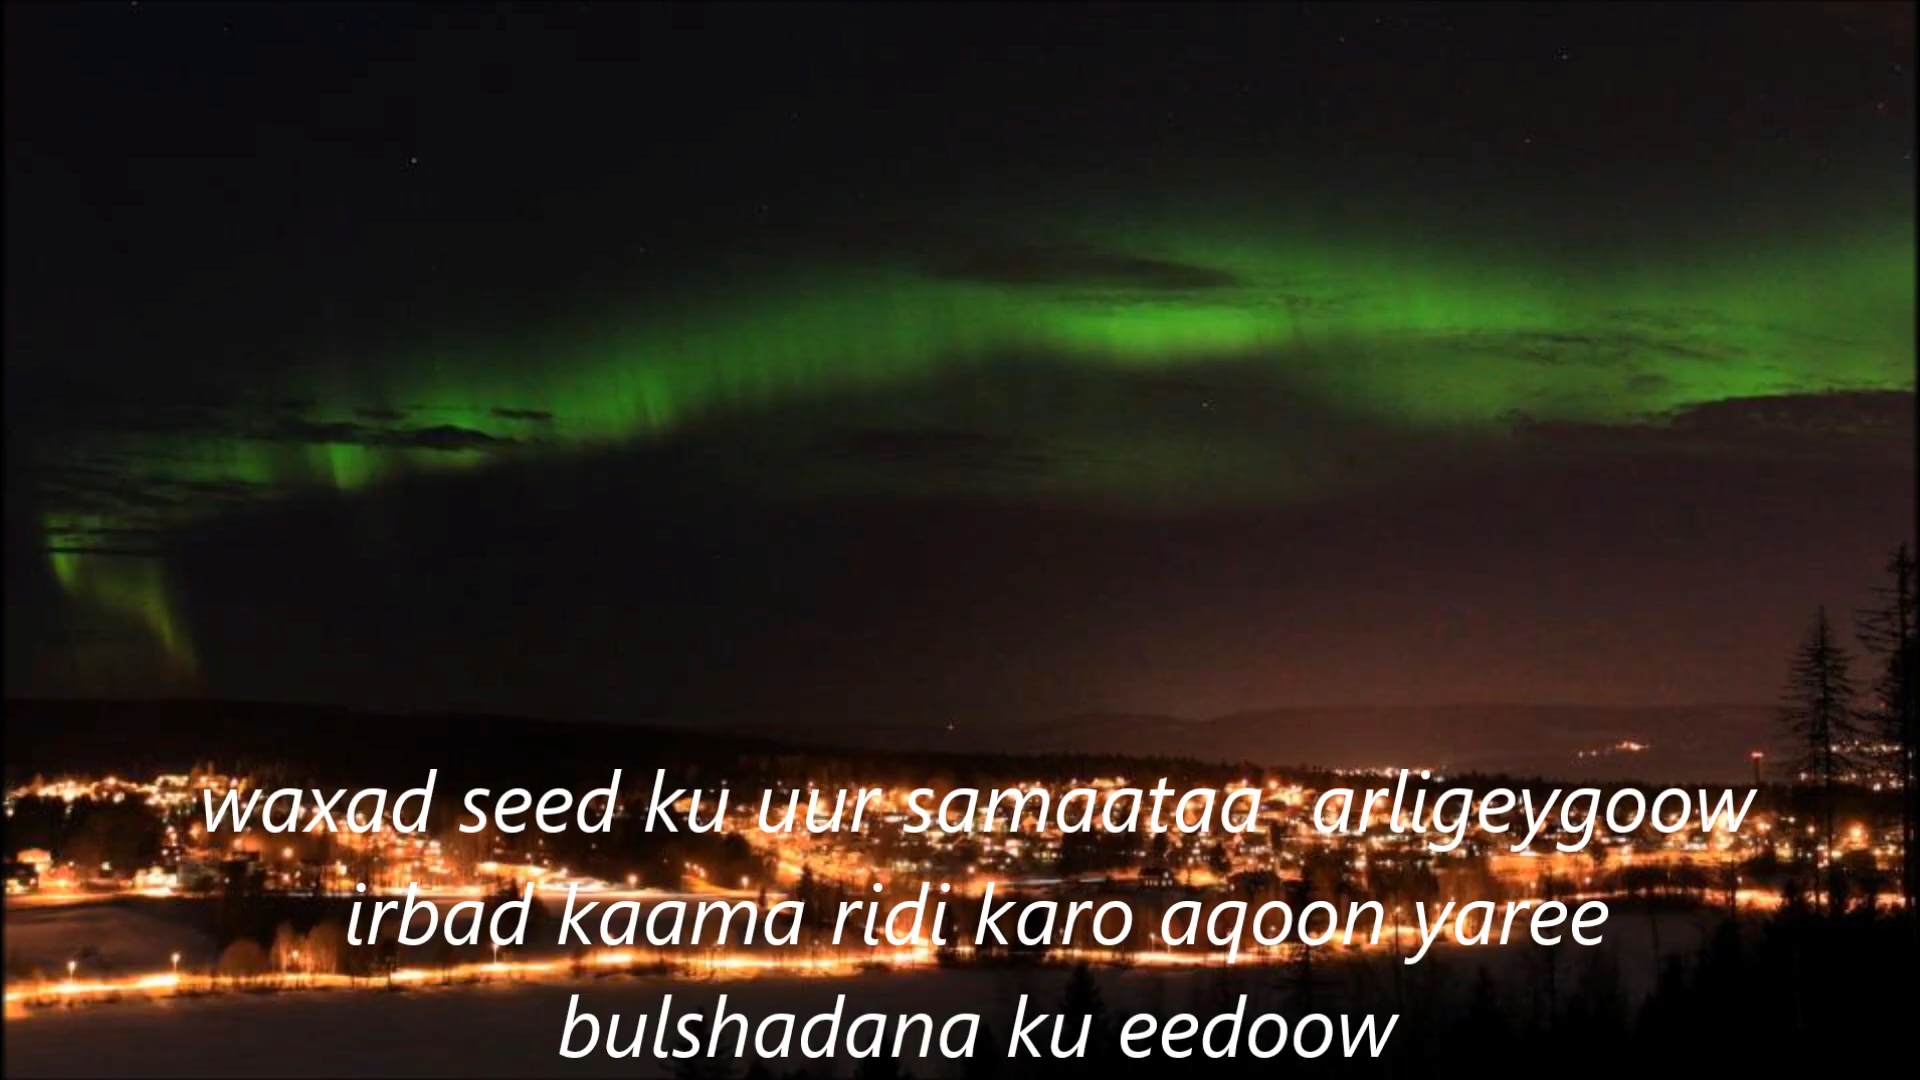 waxad seed ku uur samaataa arligeygoow
irbad kaama ridi karo aqoon yaree
bulshadana ku eedoow